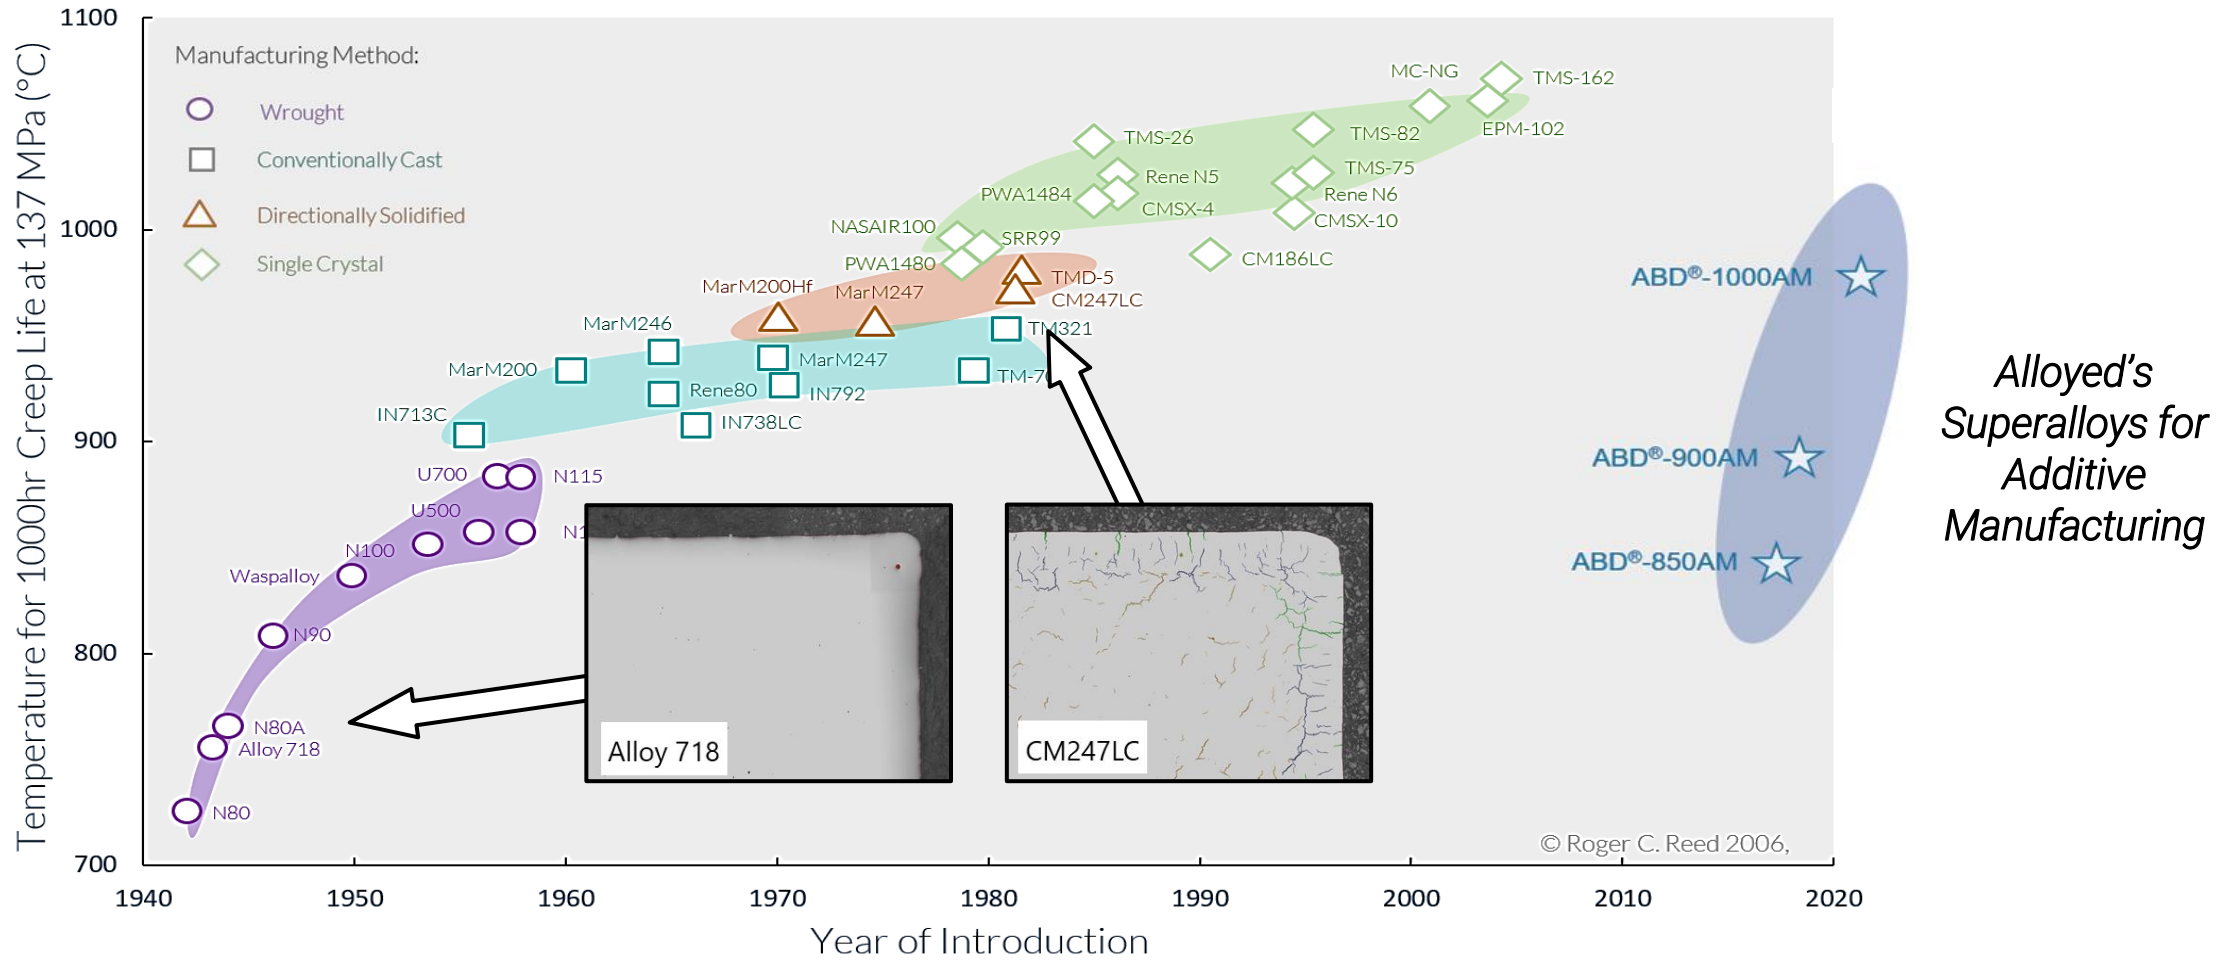 Temperature for 1000hr Creep Life at 137 MPa (°C)
1100
1000
900
800
700
Manufacturing Method:
Wrought
Conventionally Cast
Directionally Solidified
Single Crystal
MC-NG
TMS-162
EPM-102
TMS-26
TMS-82
Rene N5
TMS-75
PWA1484
Rene N6
CMSX-4
CMSX-10
NASAIR100
SRR99
CM186LC
PWA1480
MarM200Hf
MarM247
TMD-5
CM247LC
MarM246
TM321
MarM200
MarM247
Rene80
IN792
IN713C
IN738LC
U700
N115
U500
N100
Waspalloy
N90
N80A
Alloy 718
N80
Alloy 718
CM247LC
ABD®-1000AM
ABD®-900AM
ABD®-850AM
Alloyed's
Superalloys for
Additive
Manufacturing
© Roger C. Reed 2006,
1940
1950
1960
1970
1980
1990
2000
2010
2020
Year of Introduction